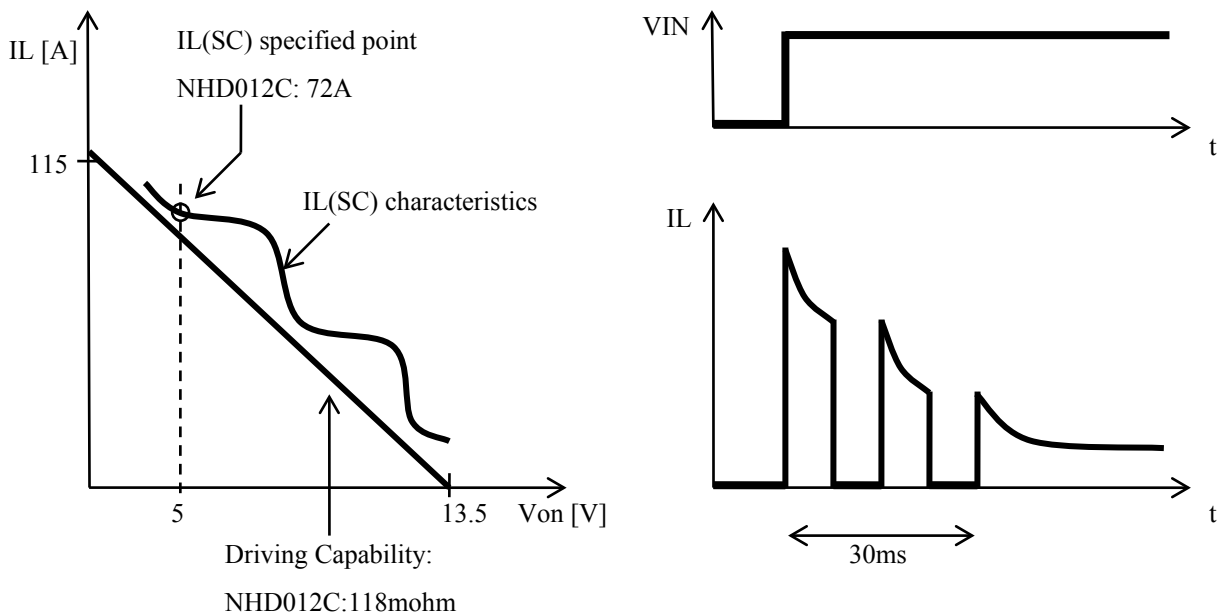 IL [A]
IL(SC) specified point
NHD012C: 72A
115
IL(SC) characteristics
5
13.5
Von [V]
Driving Capability:
NHD012C:118mohm
VIN
t
IL
t
30ms